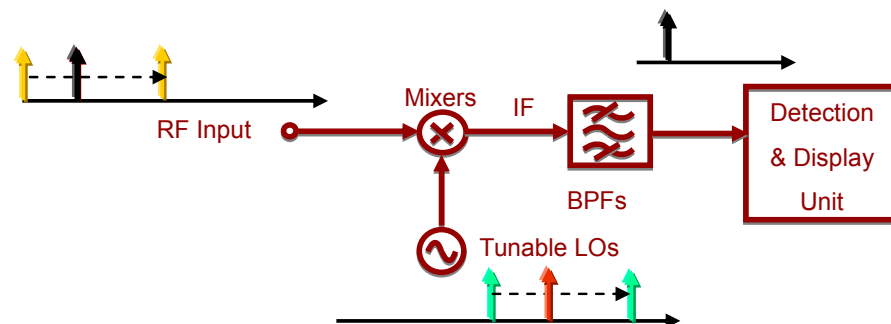 Mixers
IF
RF Input
BPFs
Detection
& Display
Unit
Tunable LOs